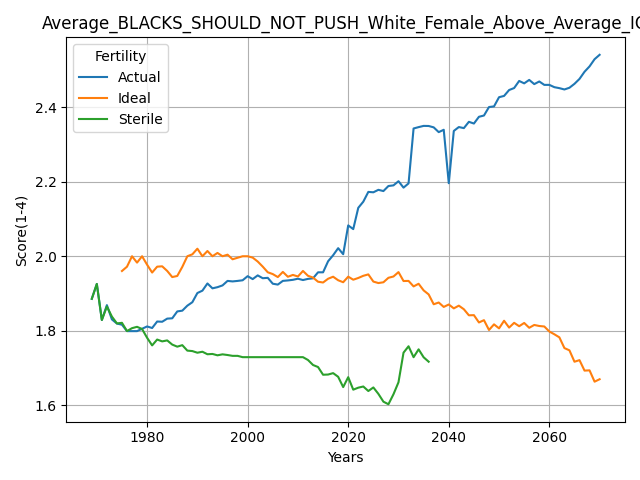 Average_BLACKS_SHOULD_NOT_PUSH_White_Female_Above_Average_IQ
Fertility
Actual
Ideal
Sterile
Score(1-4)
2.4
2.2
2.0
1.8
1.6
1980
2000
2020
2040
2060
Years